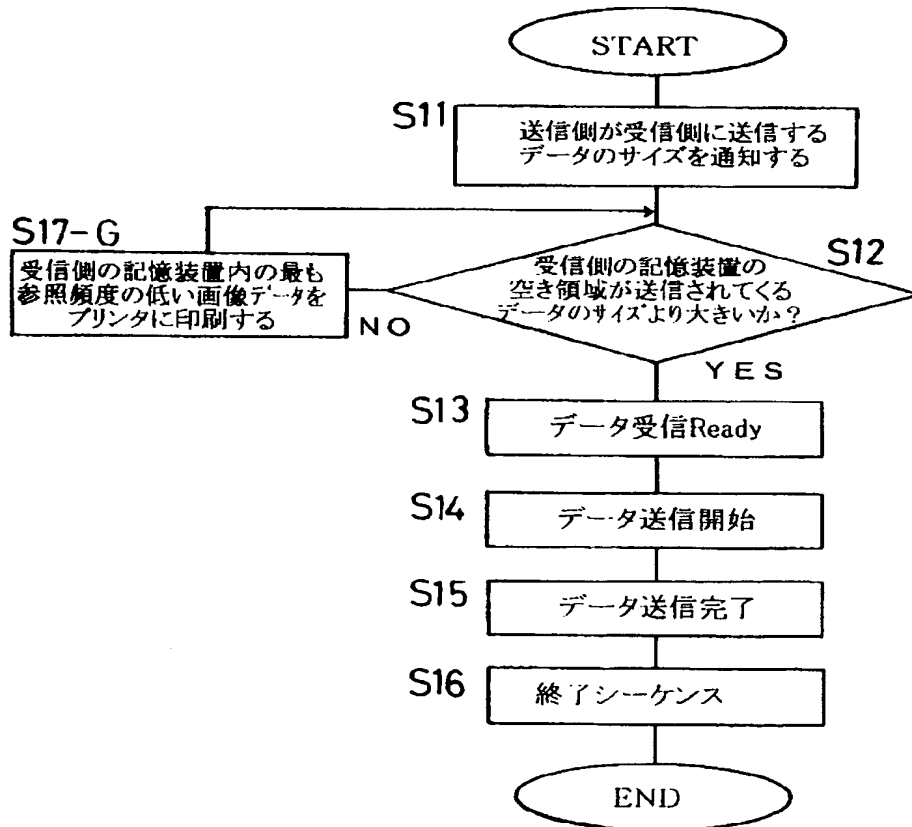 START
S11
送信側が受信側に送信する
データのサイズを通知する
S17-G
受信側の記憶装置内の最も
参照頻度の低い画像データを
プリンタに印刷する
NO
S12
受信側の記憶装置の
空き領域が送信されてくる
データのサイズより大きいか?
YES
S13
データ受信Ready
S14
データ送信開始
S15
データ送信完了
S16
終了シーケンス
END